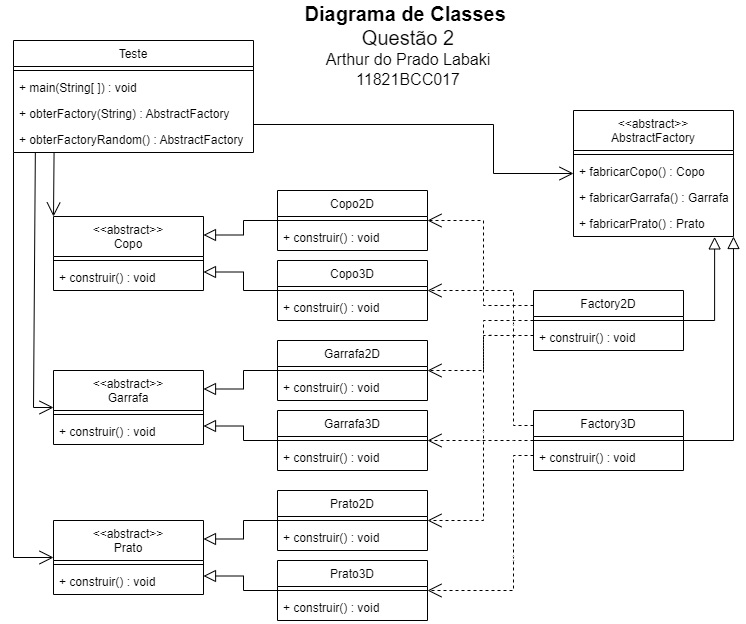 Diagrama de Classes
Questão 2
Arthur do Prado Labaki
11821BCC017
Teste
+ main(String[ ]) : void
+ obterFactory(String) : AbstractFactory
+ obterFactoryRandom() : AbstractFactory
<<abstract>>
AbstractFactory
+ fabricarCopo() : Copo
+ fabricarGarrafa() : Garrafa
+ fabricarPrato() : Prato
<<abstract>>
Copo
+ construir() : void
Copo2D
+ construir() : void
Copo3D
+ construir() : void
Factory2D
+ construir() : void
<<abstract>>
Garrafa
+ construir() : void
Garrafa2D
+ construir() : void
Garrafa3D
+ construir() : void
Factory3D
+ construir() : void
<<abstract>>
Prato
+ construir() : void
Prato2D
+ construir() : void
Prato3D
+ construir() : void